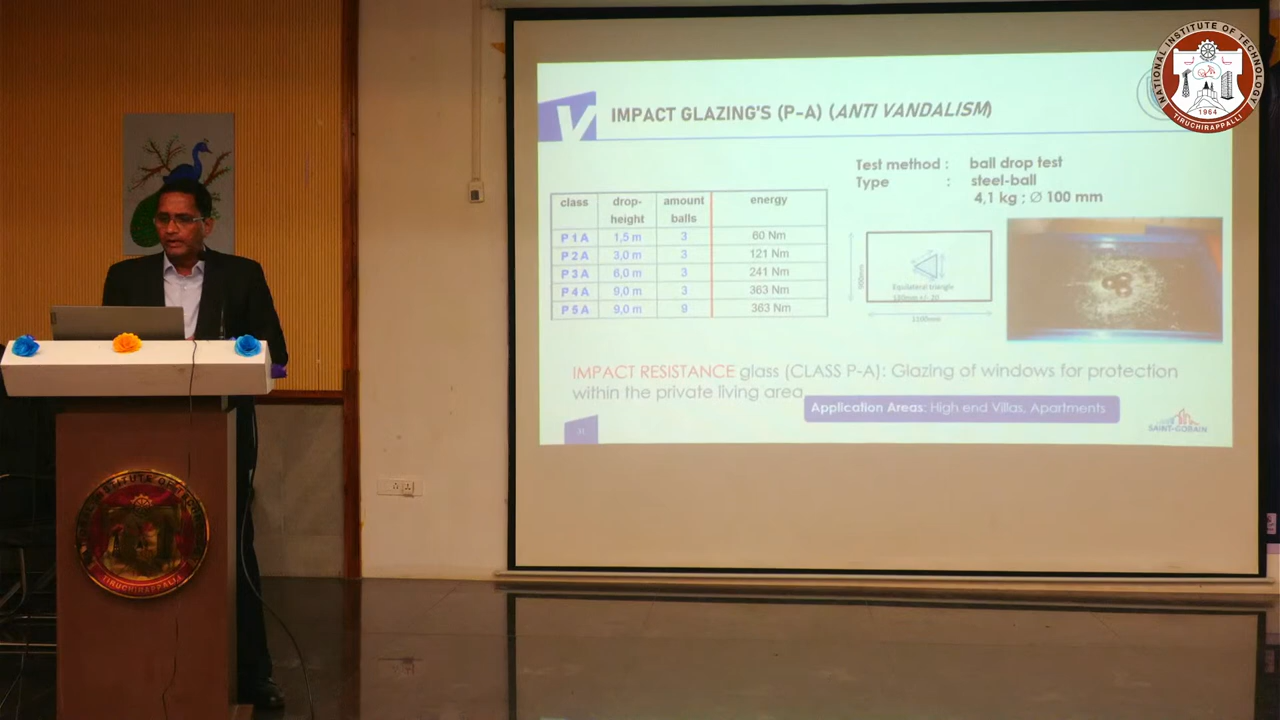 NATIONAL INSTITUTE OF TECHNOLOGY
1964
TIRUCHIRAPPALLI
IMPACT GLAZING'S (P-A) (ANTI VANDALISM)
Test method : ball drop test
Type : steel-ball
4,1 kg ; Ø 100 mm
class drop-height amount balls energy
P 1 A 1,5 m 3 60 Nm
P 2 A 3,0 m 3 121 Nm
P 3 A 6,0 m 3 241 Nm
P 4 A 9,0 m 3 363 Nm
P 5 A 9,0 m 9 363 Nm
Equilateral triangle
1100mm
IMPACT RESISTANCE glass (CLASS P-A): Glazing of windows for protection
within the private living area
Application Areas: High end Villas, Apartments
SAINT-GOBAIN
TIRUCHIRAPPALLI